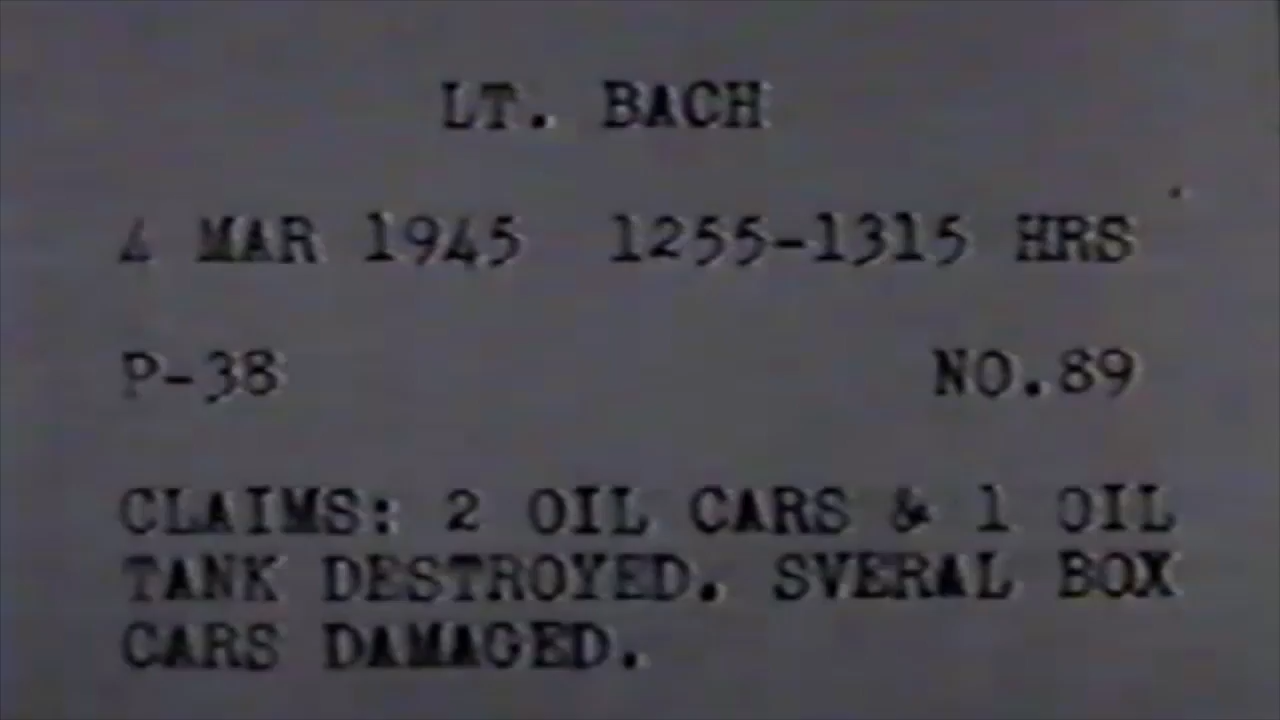 LT. BACH
4 MAR 1945 1255-1315 HRS
P-38 NO.89
CLAIMS: 2 OIL CARS & 1 OIL
TANK DESTROYED. SVERAL BOX
CARS DAMAGED.